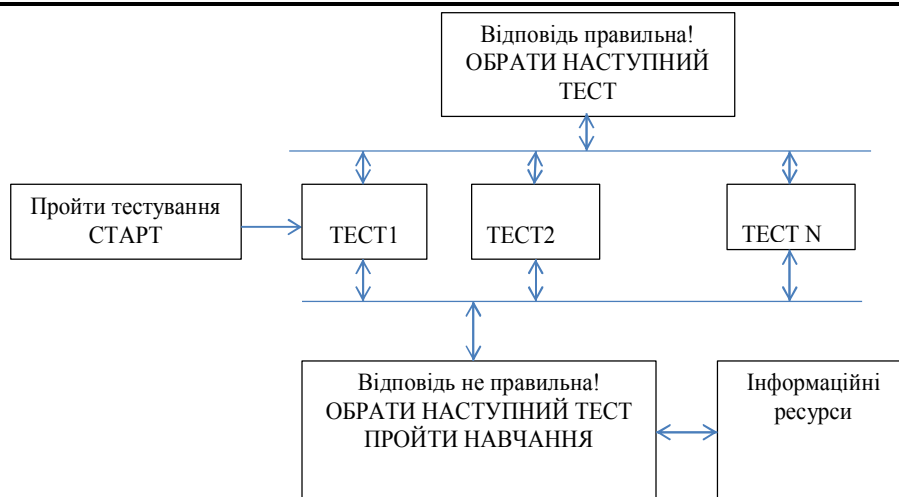 Відповідь правильна!
ОБРАТИ НАСТУПНИЙ
ТЕСТ
Пройти тестування
СТАРТ
ТЕСТ1
ТЕСТ2
ТЕСТ N
Відповідь не правильна!
ОБРАТИ НАСТУПНИЙ ТЕСТ
ПРОЙТИ НАВЧАННЯ
Інформаційні
ресурси